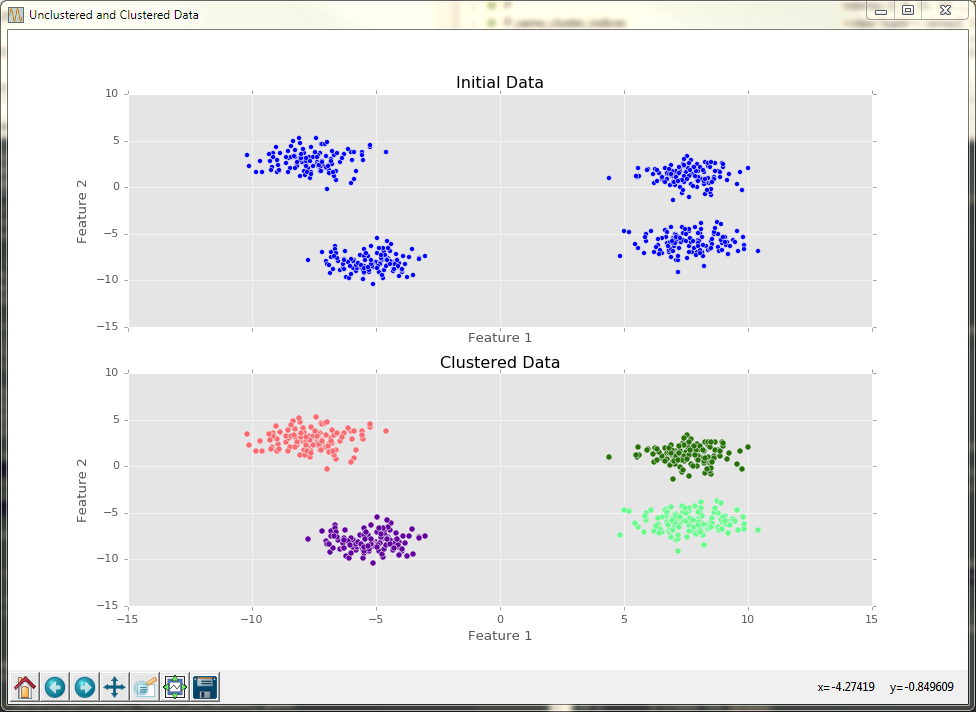 Unclustered and Clustered Data
Initial Data
10
5
0
−5
−10
−15
Feature 2
Feature 1
Clustered Data
10
5
0
−5
−10
−15
Feature 2
−15 −10 −5 0 5 10 15
Feature 1
x=-4.27419 y=-0.849609